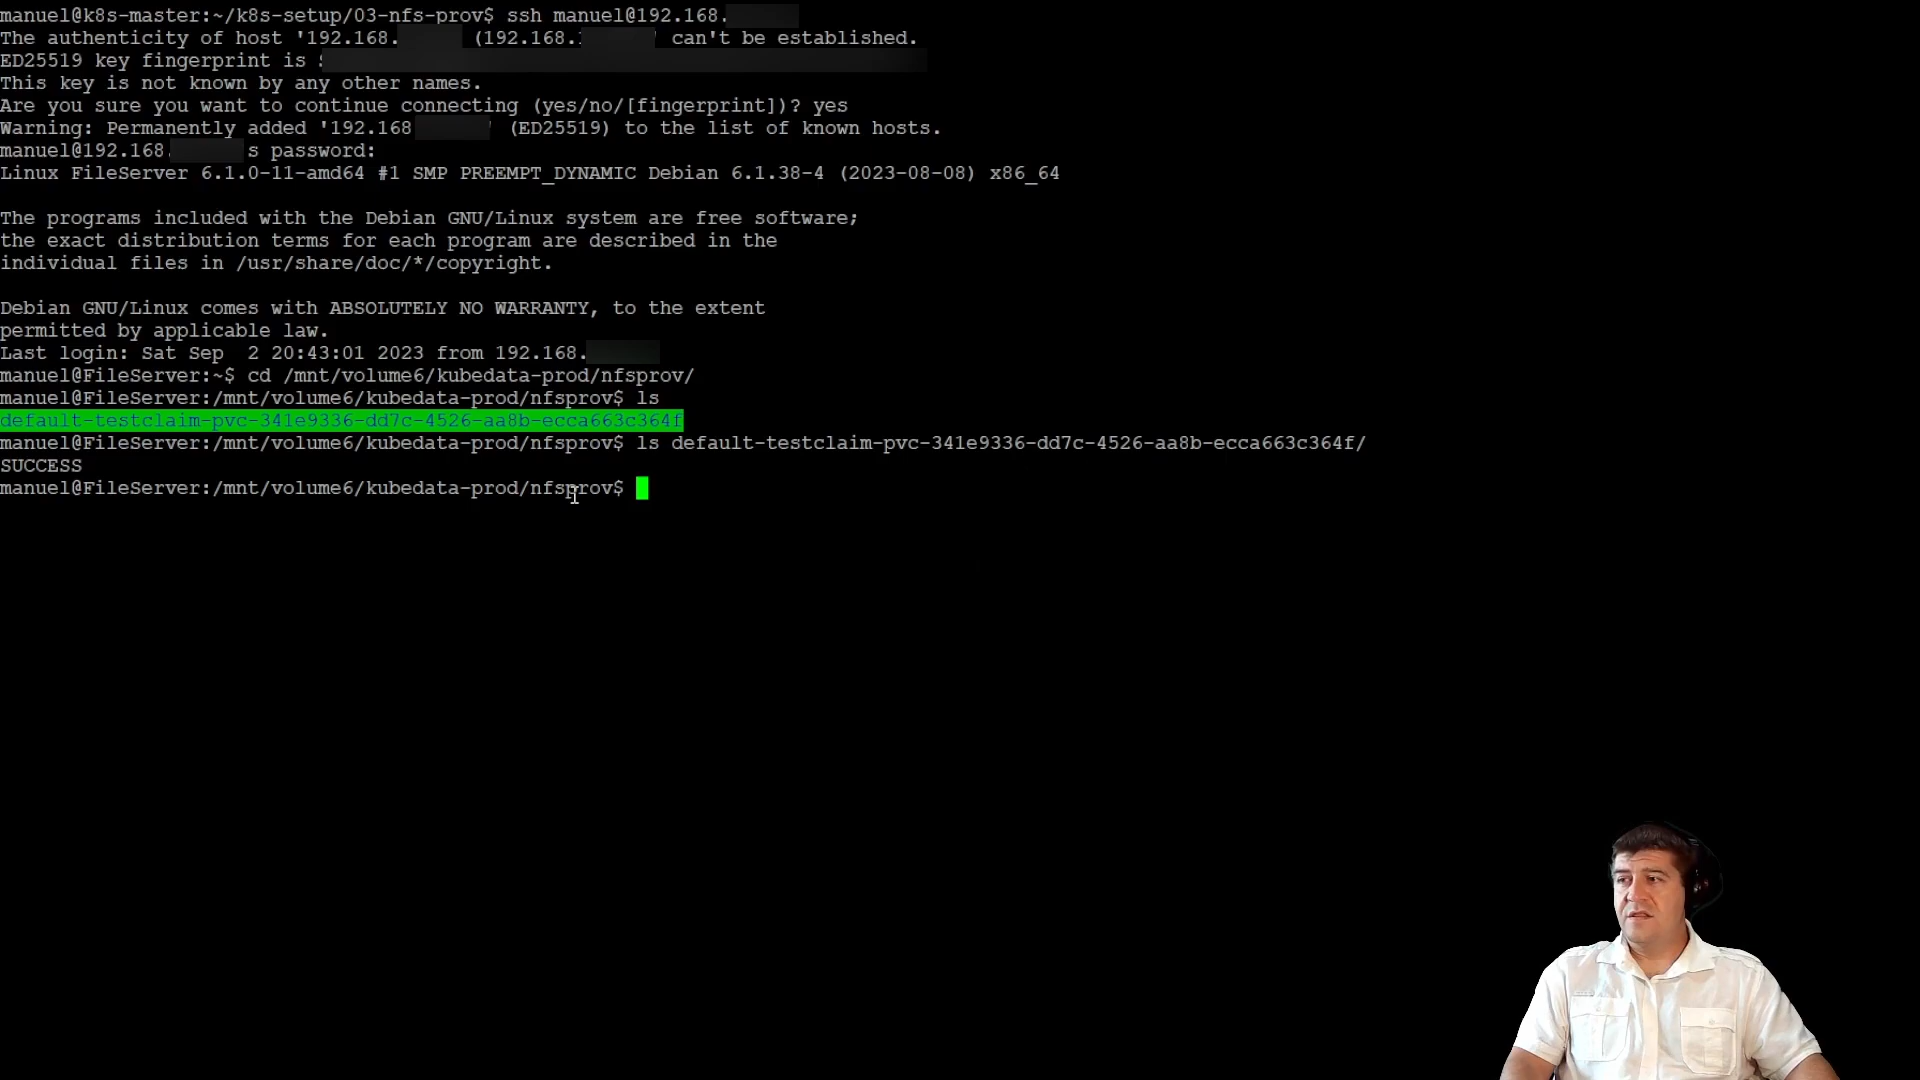 manuel@k8s-master:~/k8s-setup/03-nfs-prov$ ssh manuel@192.168.
The authenticity of host '192.168. (192.168. ' can't be established.
ED25519 key fingerprint is
This key is not known by any other names.
Are you sure you want to continue connecting (yes/no/[fingerprint])? yes
Warning: Permanently added '192.168 ' (ED25519) to the list of known hosts.
manuel@192.168. s password:
Linux FileServer 6.1.0-11-amd64 #1 SMP PREEMPT_DYNAMIC Debian 6.1.38-4 (2023-08-08) x86_64
The programs included with the Debian GNU/Linux system are free software;
the exact distribution terms for each program are described in the
individual files in /usr/share/doc/*/copyright.
Debian GNU/Linux comes with ABSOLUTELY NO WARRANTY, to the extent
permitted by applicable law.
Last login: Sat Sep  2 20:43:01 2023 from 192.168.
manuel@FileServer:~$ cd /mnt/volume6/kubedata-prod/nfsprov/
manuel@FileServer:/mnt/volume6/kubedata-prod/nfsprov$ ls
default-testclaim-pvc-341e9336-dd7c-4526-aa8b-ecca663c364f
manuel@FileServer:/mnt/volume6/kubedata-prod/nfsprov$ ls default-testclaim-pvc-341e9336-dd7c-4526-aa8b-ecca663c364f/
SUCCESS
manuel@FileServer:/mnt/volume6/kubedata-prod/nfsprov$